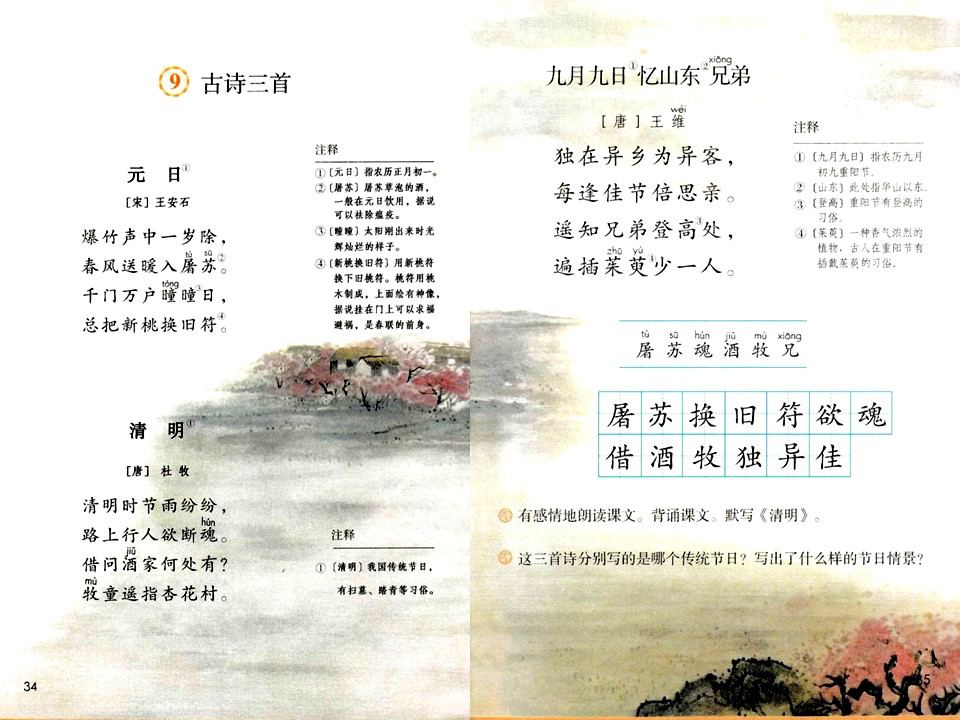 9 古诗三首
元 日①
[宋]王安石
爆竹声中一岁除，
tú sū
春风送暖入屠苏②。
tóng
千门万户曈曈③日，
总把新桃换旧符④。
注释
①〔元日〕指农历正月初一。
②〔屠苏〕屠苏草泡的酒，
一般在元日饮用，据说
可以祛除瘟疫。
③〔曈曈〕太阳刚出来时光
辉灿烂的样子。
④〔新桃换旧符〕用新桃符
换下旧桃符。桃符用桃
木制成，上面绘有神像，
据说挂在门上可以求福
避祸，是春联的前身。
清 明①
[唐] 杜 牧
清明时节雨纷纷，
hún
路上行人欲断魂。
jiǔ
借问酒家何处有？
mù
牧童遥指杏花村。
注释
①〔清明〕我国传统节日，
有扫墓、踏青等习俗。
34
xiōng
九月九日①忆山东②兄弟
wéi
[唐]王 维
独在异乡为异客，
每逢佳节倍思亲。
遥知兄弟登高③处，
zhū yú
遍插茱萸④少一人。
注释
①〔九月九日〕指农历九月
初九重阳节。
②〔山东〕此处指华山以东。
③〔登高〕重阳节有登高的
习俗。
④〔茱萸〕一种香气浓烈的
植物，古人在重阳节有
插戴茱萸的习俗。
tú sū hún jiǔ mù xiōng
屠 苏 魂 酒 牧 兄
屠 苏 换 旧 符 欲 魂
借 酒 牧 独 异 佳
有感情地朗读课文。背诵课文。默写《清明》。
这三首诗分别写的是哪个传统节日？写出了什么样的节日情景？
35